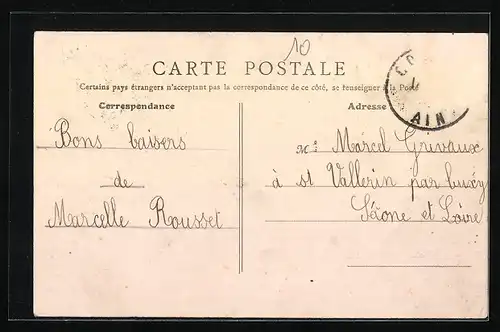 10
CARTE POSTALE
Certains pays étrangers n'acceptant pas la correspondance de ce côté, se renseigner à la Poste
Correspondance
Adresse
AIN
Bons baisers
de
Marcelle Rousset
Marcel Grivaux
à st Vallerin par buxy
Sâone et Loire